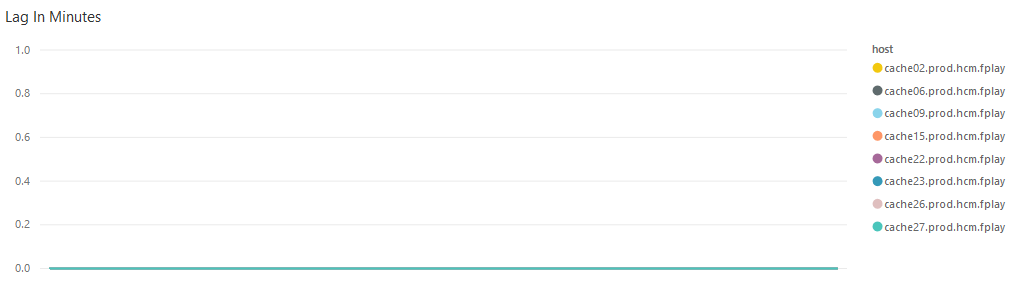 Lag In Minutes
1.0
0.8
0.6
0.4
0.2
0.0
host
cache02.prod.hcm.fplay
cache06.prod.hcm.fplay
cache09.prod.hcm.fplay
cache15.prod.hcm.fplay
cache22.prod.hcm.fplay
cache23.prod.hcm.fplay
cache26.prod.hcm.fplay
cache27.prod.hcm.fplay